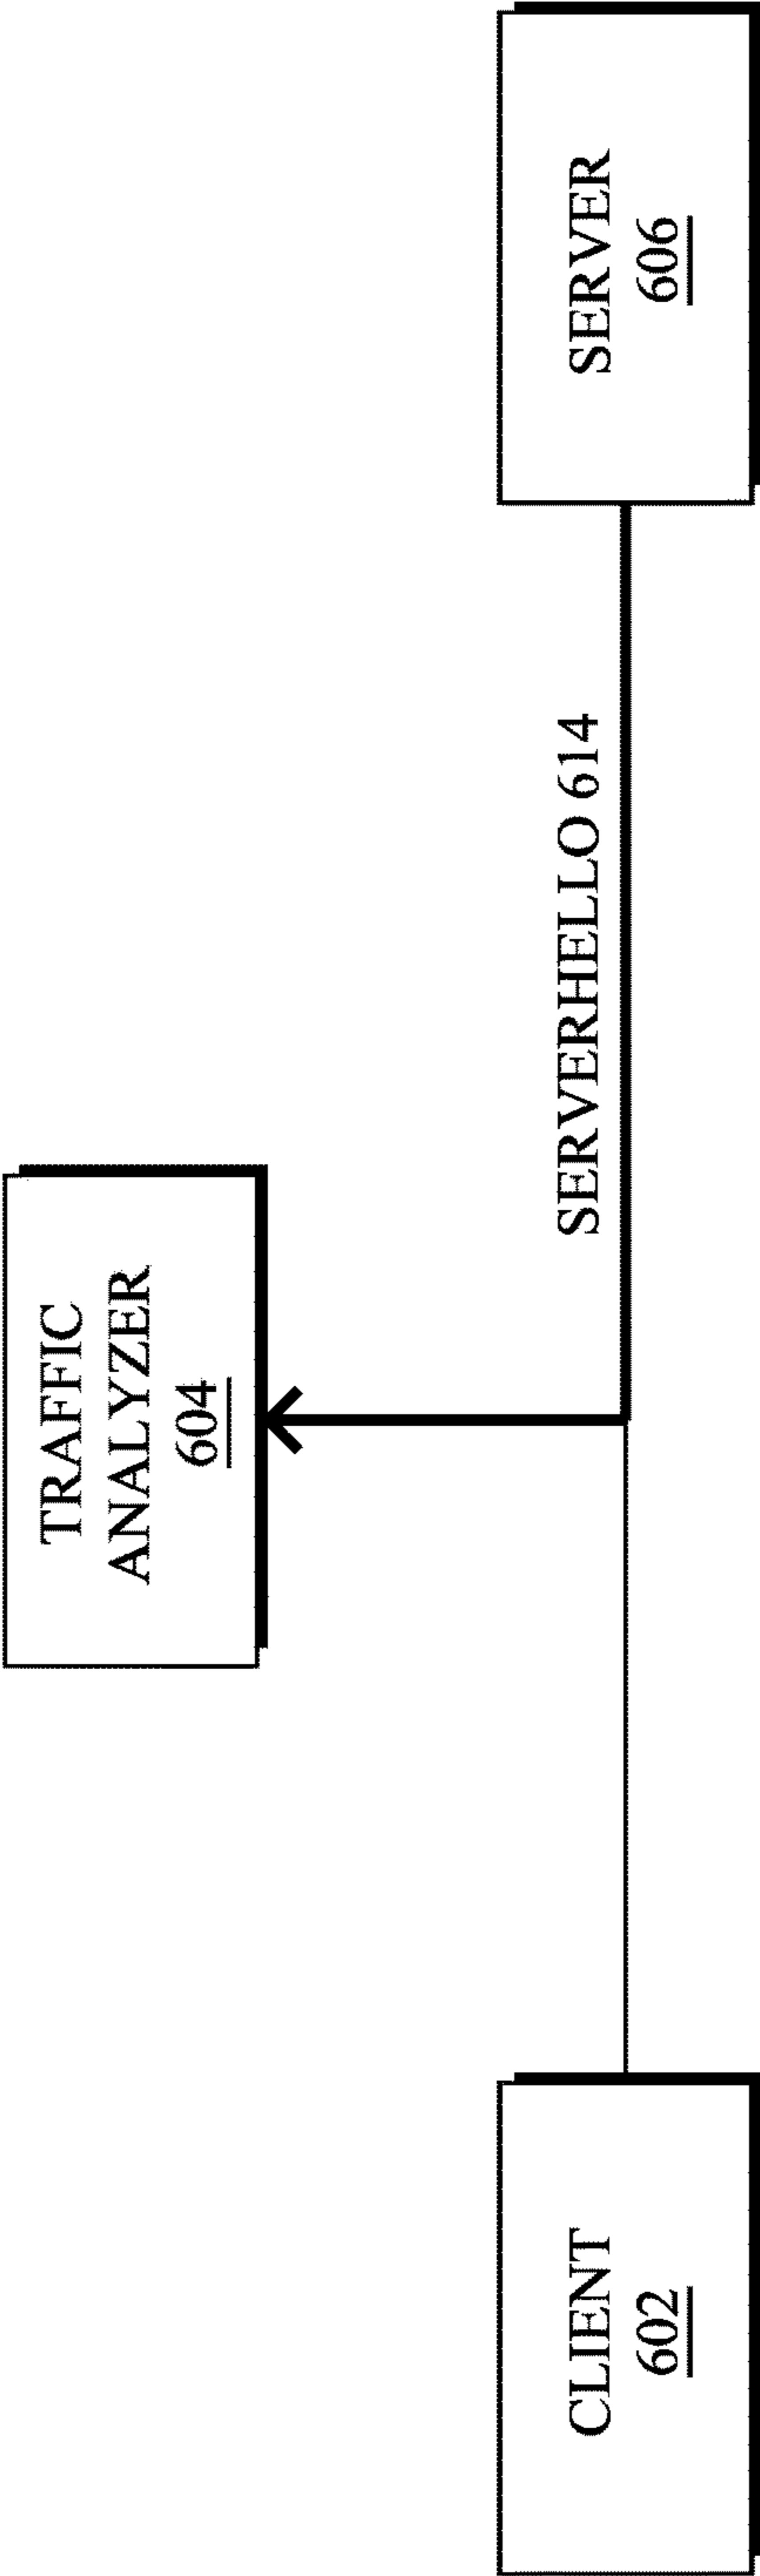 TRAFFIC
ANALYZER
604
SERVERHELLO 614
CLIENT
602
SERVER
606